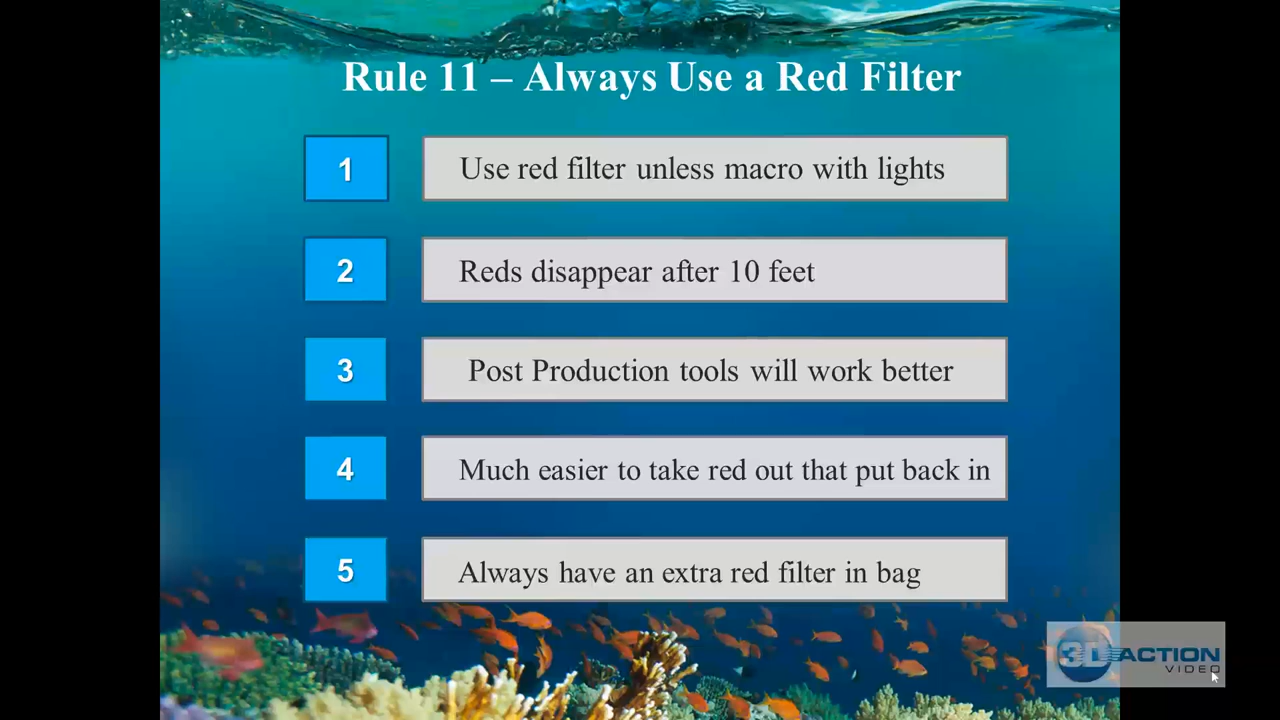 Rule 11 – Always Use a Red Filter
1
Use red filter unless macro with lights
2
Reds disappear after 10 feet
3
Post Production tools will work better
4
Much easier to take red out that put back in
5
Always have an extra red filter in bag
3D ACTION
VIDEO